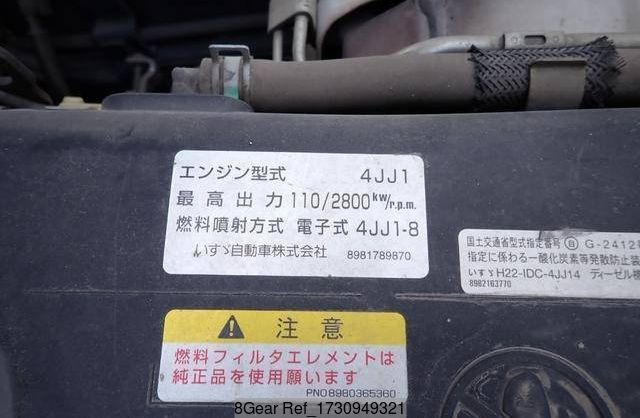 エンジン型式 4JJ1
最高出力 110/2800kW/r.p.m.
燃料噴射方式 電子式 4JJ1-8
いすゞ自動車株式会社 8981789870
国土交通省型式指定番号 G-2412
指定に係わる一酸化炭素等発散防止装
いすゞ H22-IDC-4JJ14 ディーゼル機
8982163770
注意
燃料フィルタエレメントは
純正品を使用願います
PNO8980365360
8Gear Ref_1730949321